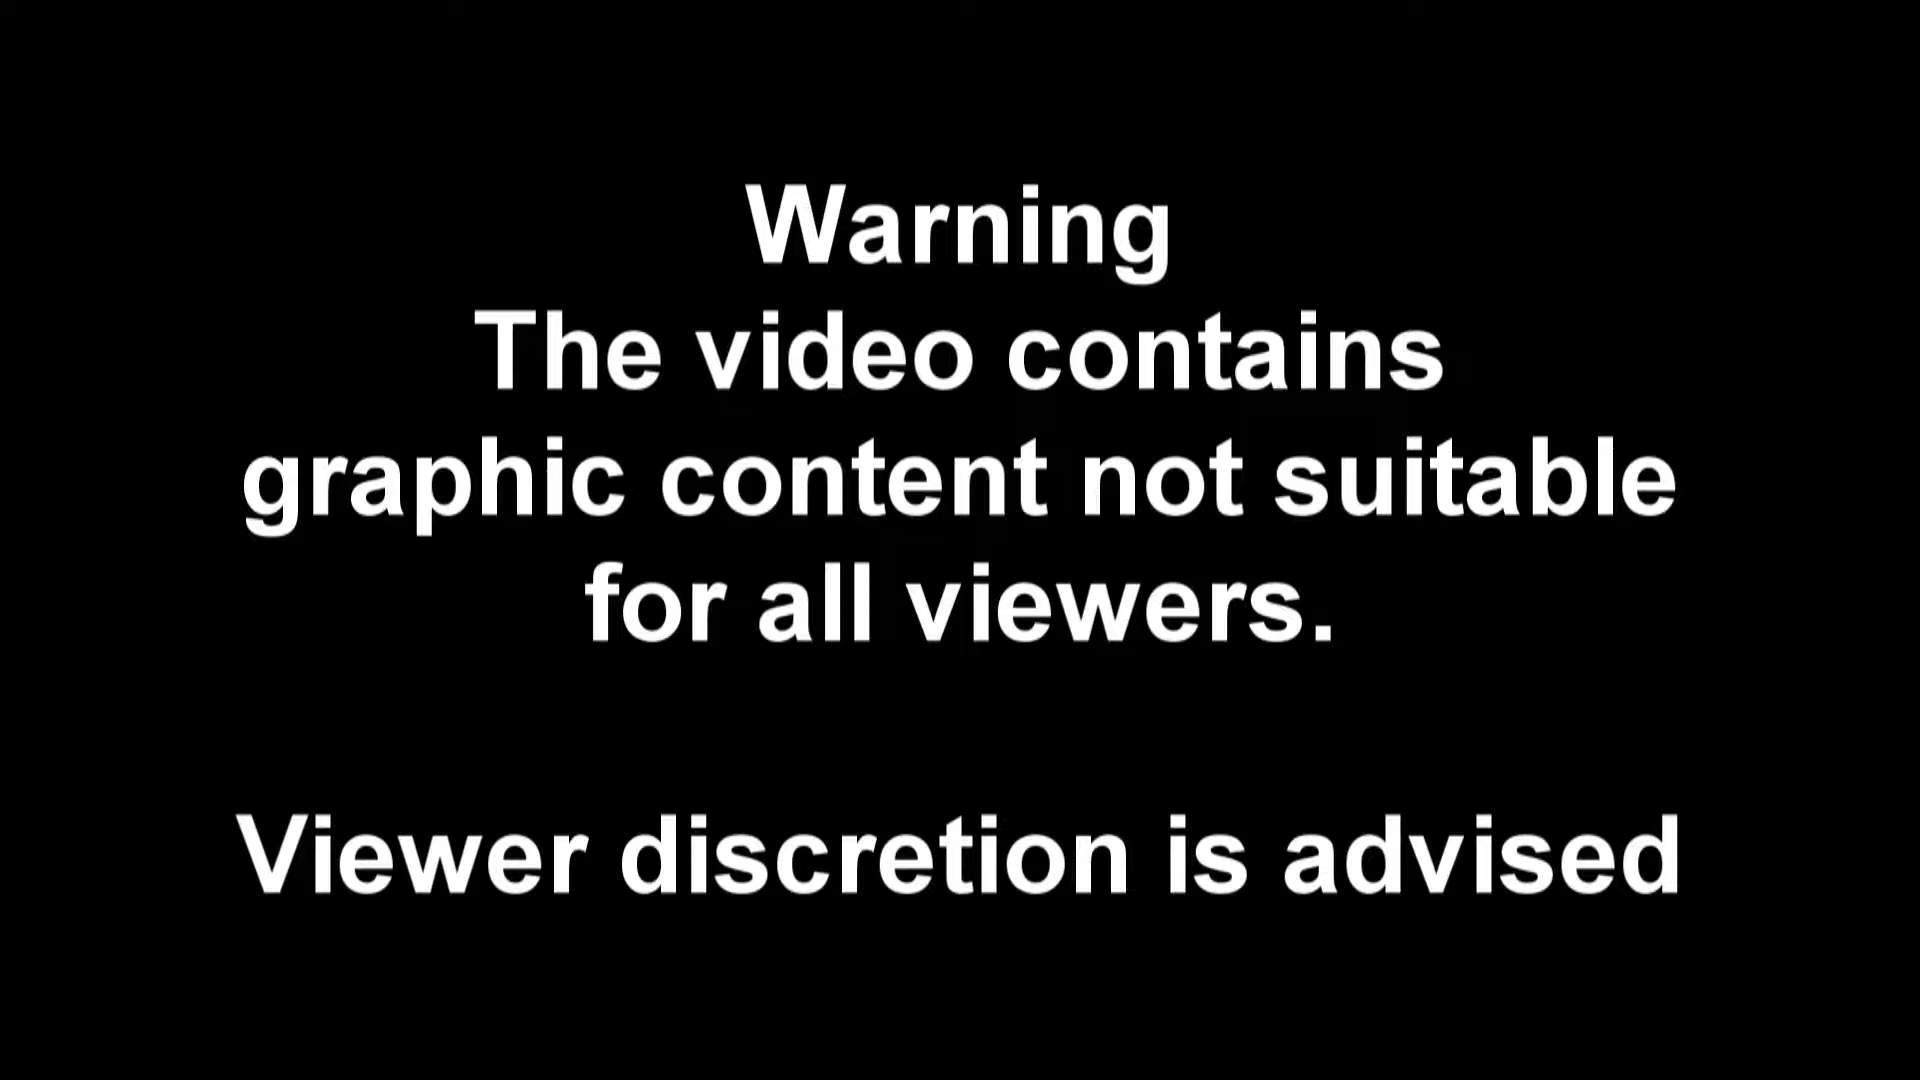 Warning
The video contains
graphic content not suitable
for all viewers.
Viewer discretion is advised